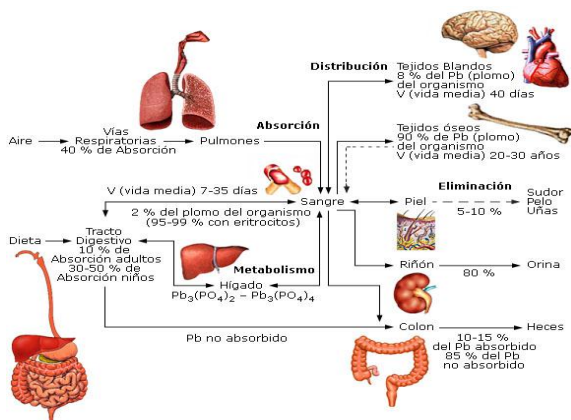 Distribución
Tejidos Blandos
8 % del Pb (plomo)
del organismo
V (vida media) 40 días
Absorción
Aire
Vías
Respiratorias
40 % de Absorción
Pulmones
Tejidos óseos
90 % de Pb (plomo)
del organismo
V (vida media) 20-30 años
V (vida media) 7-35 días
Sangre
2 % del plomo del organismo
(95-99 % con eritrocitos)
Eliminación
Piel
5-10 %
Sudor
Pelo
Uñas
Dieta
Tracto
Digestivo
10 % de
Absorción adultos
30-50 % de
Absorción niños
Metabolismo
Hígado
Pb₃(PO₄)₂ – Pb₃(PO₄)₄
Riñón
80 %
Orina
Pb no absorbido
Colon
10-15 %
del Pb absorbido
85 % del Pb
no absorbido
Heces